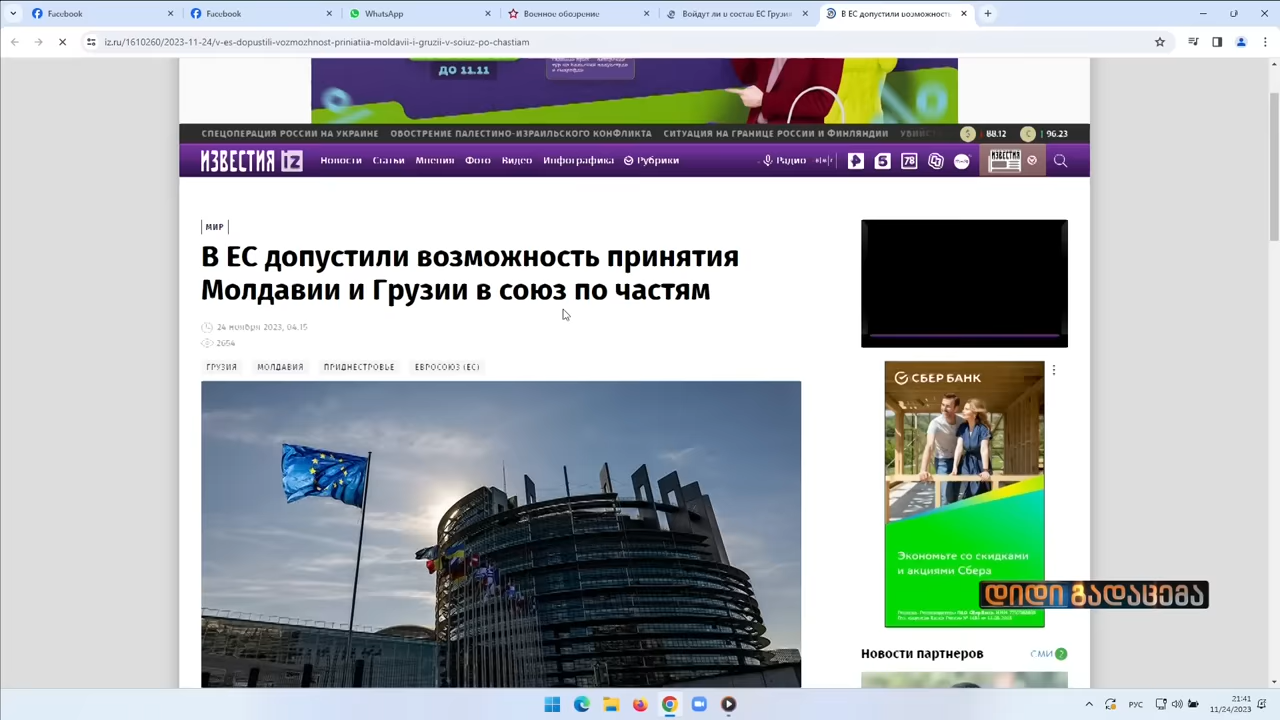 Facebook
Facebook
WhatsApp
Военное обозрение
Войдут ли в состав ЕС Грузия
В ЕС допустили возможность
iz.ru/1610260/2023-11-24/v-es-dopustili-vozmozhnost-priniatiia-moldavii-i-gruzii-v-soiuz-po-chastiam
ДО 11.11
СПЕЦОПЕРАЦИЯ РОССИИ НА УКРАИНЕ ОБОСТРЕНИЕ ПАЛЕСТИНО-ИЗРАИЛЬСКОГО КОНФЛИКТА СИТУАЦИЯ НА ГРАНИЦЕ РОССИИ И ФИНЛЯНДИИ
$ 88.12 € 96.23
ИЗВЕСТИЯ iz Новости Статьи Мнения Фото Видео Инфографика Рубрики Радио 5 78 ИЗВЕСТИЯ
МИР
В ЕС допустили возможность принятия
Молдавии и Грузии в союз по частям
24 ноября 2023, 04:15
2654
ГРУЗИЯ МОЛДАВИЯ ПРИДНЕСТРОВЬЕ ЕВРОСОЮЗ (ЕС)
СБЕР БАНК
Экономьте со скидками
и акциями Сбера
დიდი გადაცემა
Новости партнеров СМИ2
РУС
21:41
11/24/2023